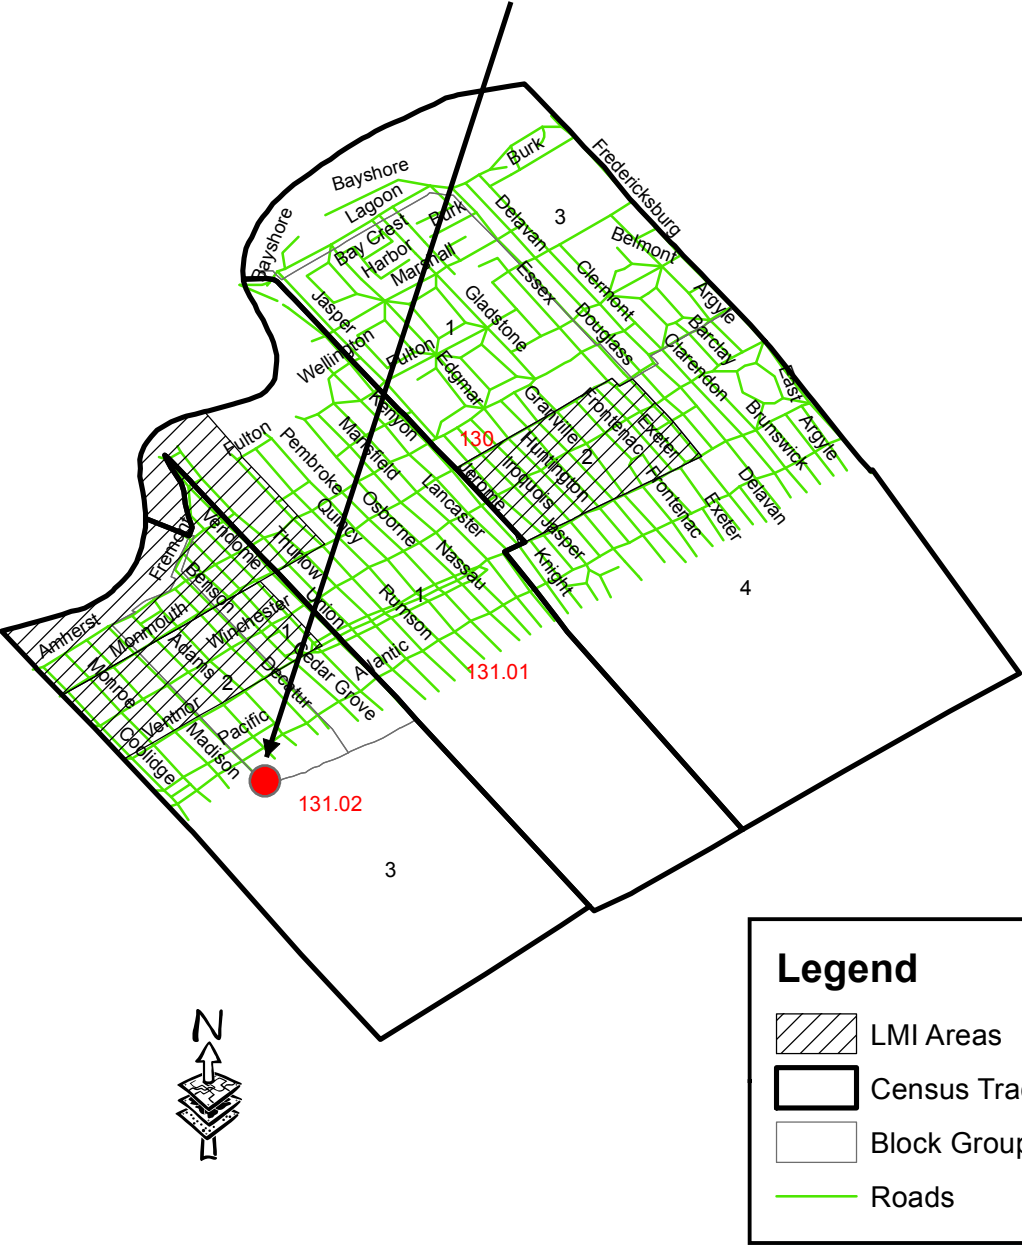 Burk
Fredericksburg
Bayshore
Lagoon
Burk
Delavan
3
Bayshore
Bay Crest
Harbor
Marshall
Belmont
Essex
Clermont
Argyle
Jasper
Gladstone
1
Wellington
Fulton
Edgmar
Douglass
Barclay
Clarendon
East
Kenyon
Granville
Frontenac
Exeter
Brunswick
Argyle
Fulton
Pembroke
Mansfield
130
Huntington
2
Iroquois
Jerome
Lancaster
Frontenac
Delavan
Exeter
Quincy
Osborne
Vendome
Thurlow
Nassau
Jasper
Knight
Fremont
Benson
Union
Rumson
1
4
Amherst
Monmouth
Winchester
1
Adams
Cedar Grove
Atlantic
131.01
Monroe
2
Decatur
Ventnor
Pacific
Madison
Coolidge
131.02
3
N
Legend
LMI Areas
Census Tra
Block Group
Roads